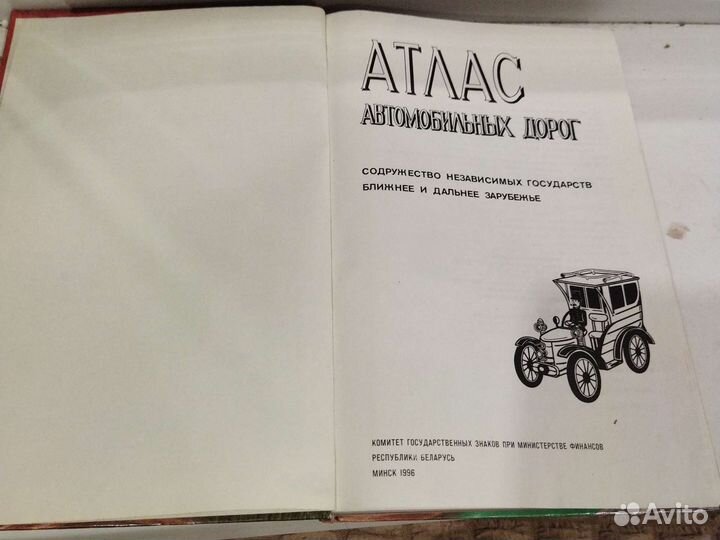 АТЛАС
АВТОМОБИЛЬНЫХ ДОРОГ
СОДРУЖЕСТВО НЕЗАВИСИМЫХ ГОСУДАРСТВ
БЛИЖНЕЕ И ДАЛЬНЕЕ ЗАРУБЕЖЬЕ
КОМИТЕТ ГОСУДАРСТВЕННЫХ ЗНАКОВ ПРИ МИНИСТЕРСТВЕ ФИНАНСОВ
РЕСПУБЛИКИ БЕЛАРУСЬ
МИНСК 1996
Avito